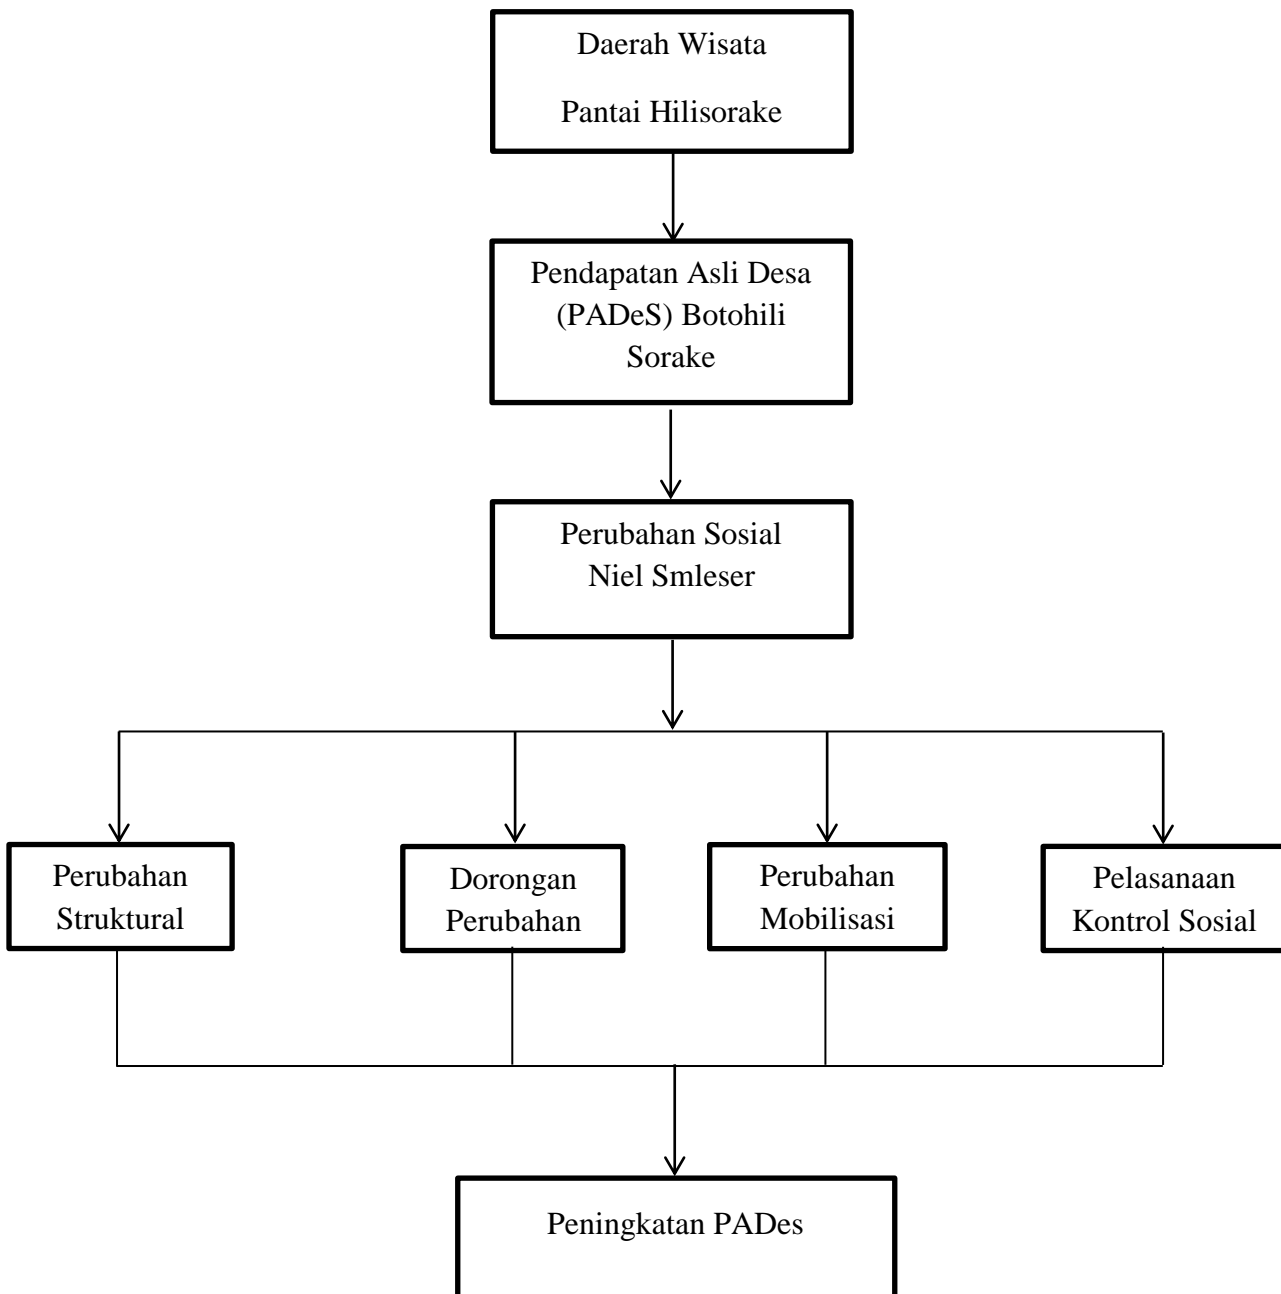 Daerah Wisata
Pantai Hilisorake
Pendapatan Asli Desa
(PADeS) Botohili
Sorake
Perubahan Sosial
Niel Smleser
Perubahan
Struktural
Dorongan
Perubahan
Perubahan
Mobilisasi
Pelasanaan
Kontrol Sosial
Peningkatan PADes